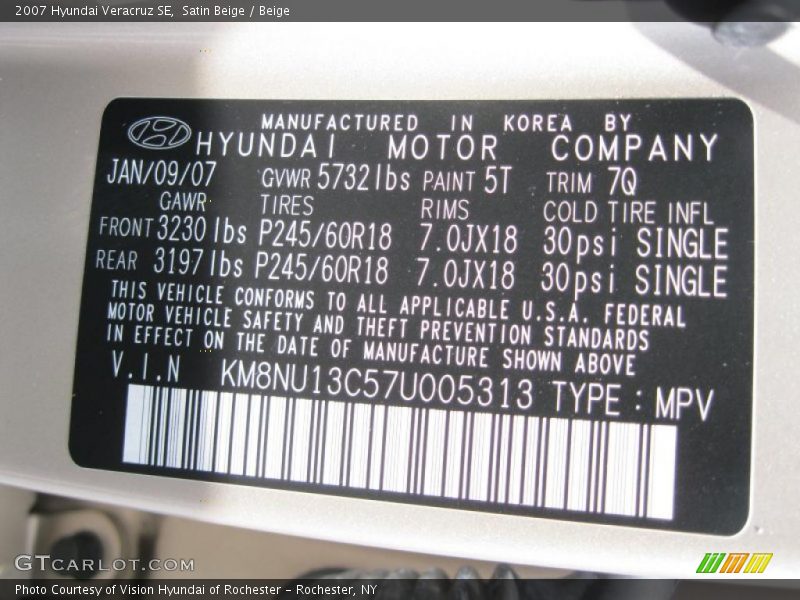 2007 Hyundai Veracruz SE, Satin Beige / Beige
MANUFACTURED IN KOREA BY
HYUNDAI MOTOR COMPANY
JAN/09/07 GVWR 5732lbs PAINT 5T TRIM 7Q
GAWR TIRES RIMS COLD TIRE INFL
FRONT 3230 lbs P245/60R18 7.0JX18 30psi SINGLE
REAR 3197 lbs P245/60R18 7.0JX18 30psi SINGLE
THIS VEHICLE CONFORMS TO ALL APPLICABLE U.S.A. FEDERAL
MOTOR VEHICLE SAFETY AND THEFT PREVENTION STANDARDS
IN EFFECT ON THE DATE OF MANUFACTURE SHOWN ABOVE
V.I.N KM8NU13C57U005313 TYPE : MPV
GTCARLOT.COM
Photo Courtesy of Vision Hyundai of Rochester – Rochester, NY